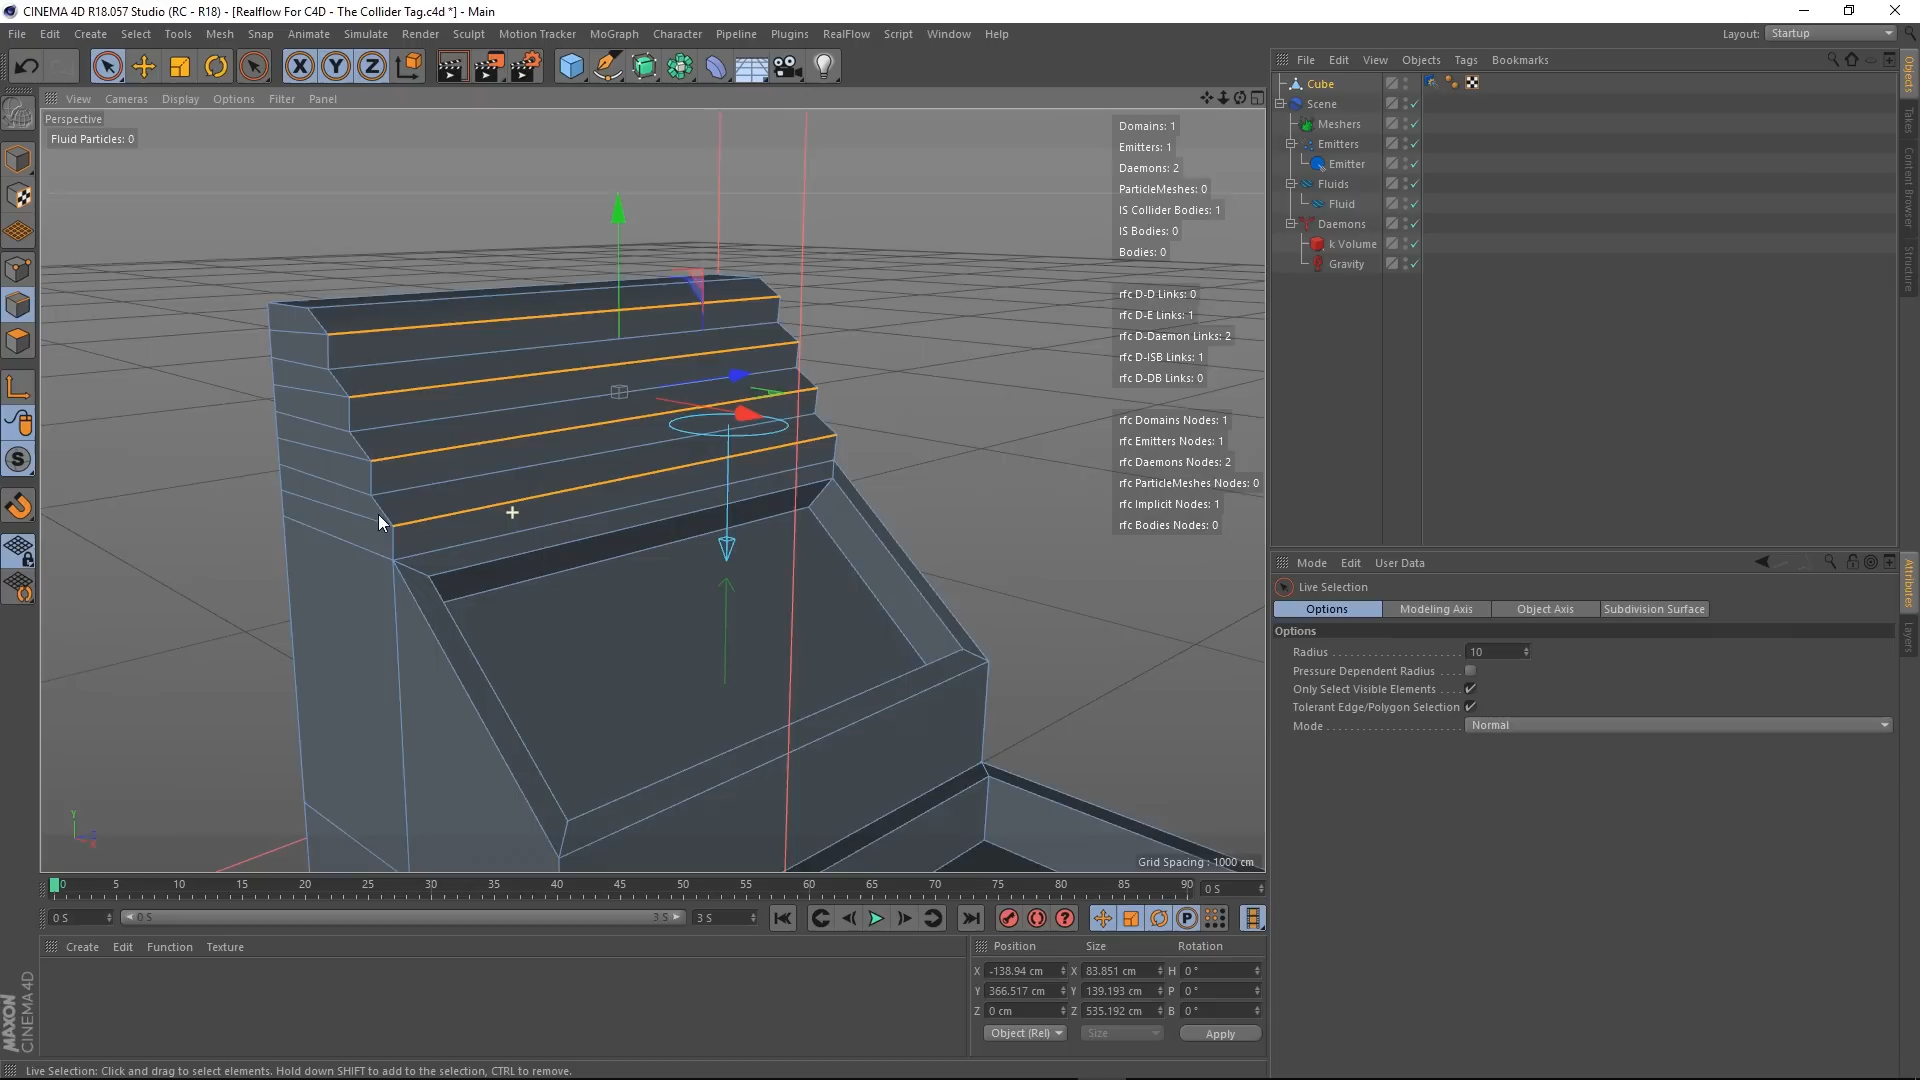 CINEMA 4D R18.057 Studio (RC - R18) - [Realflow For C4D - The Collider Tag.c4d *] - Main
File Edit Create Select Tools Mesh Snap Animate Simulate Render Sculpt Motion Tracker MoGraph Character Pipeline Plugins RealFlow Script Window Help Layout: Startup
X Y Z
File Edit View Objects Tags Bookmarks
View Cameras Display Options Filter Panel
Perspective
Fluid Particles: 0
Domains: 1
Emitters: 1
Daemons: 2
ParticleMeshes: 0
IS Collider Bodies: 1
IS Bodies: 0
Bodies: 0
rfc D-D Links: 0
rfc D-E Links: 1
rfc D-Daemon Links: 2
rfc D-ISB Links: 1
rfc D-DB Links: 0
rfc Domains Nodes: 1
rfc Emitters Nodes: 1
rfc Daemons Nodes: 2
rfc ParticleMeshes Nodes: 0
rfc Implicit Nodes: 1
rfc Bodies Nodes: 0
Y
Grid Spacing : 1000 cm
Cube
Scene
Meshers
Emitters
Emitter
Fluids
Fluid
Daemons
k Volume
Gravity
Objects
Takes
Content Browser
Structure
Mode Edit User Data
Live Selection
Options Modeling Axis Object Axis Subdivision Surface
Options
Radius 10
Pressure Dependent Radius
Only Select Visible Elements
Tolerant Edge/Polygon Selection
Mode Normal
Attributes
Layers
S
0 5 10 15 20 25 30 35 40 45 50 55 60 65 70 75 80 85 90 0 S
0 S 0 S 3 S 3 S P
Create Edit Function Texture
Position Size Rotation
X -138.94 cm X 83.851 cm H 0 °
Y 366.517 cm Y 139.193 cm P 0 °
Z 0 cm Z 535.192 cm B 0 °
Object (Rel) Size Apply
MAXON
CINEMA 4D
Live Selection: Click and drag to select elements. Hold down SHIFT to add to the selection, CTRL to remove.